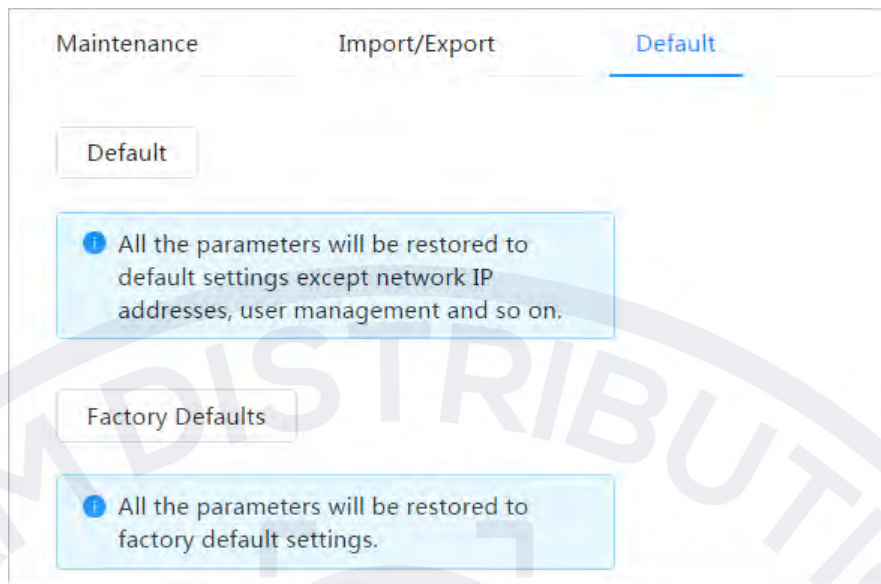 Maintenance Import/Export Default
Default
All the parameters will be restored to
default settings except network IP
addresses, user management and so on.
Factory Defaults
All the parameters will be restored to
factory default settings.